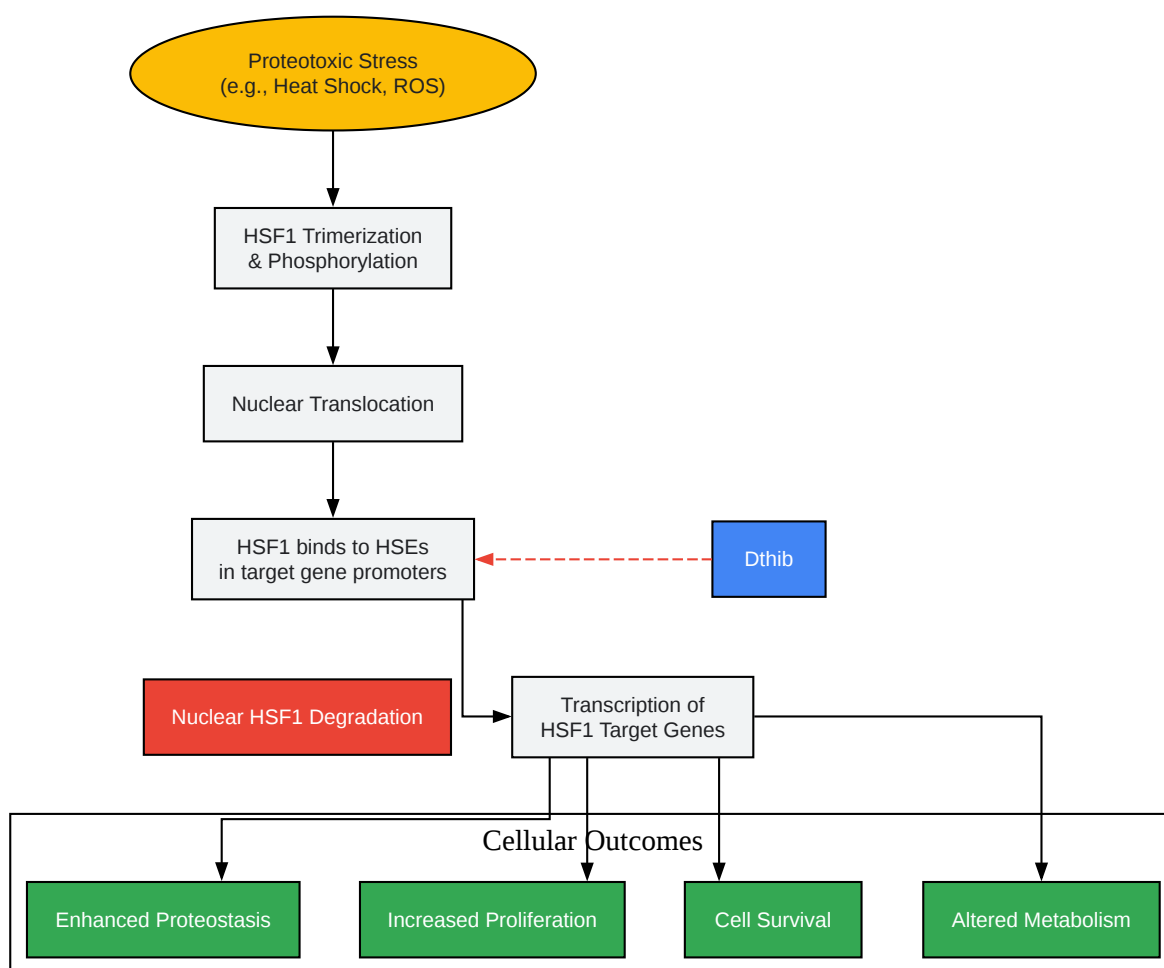 Proteotoxic Stress
(e.g., Heat Shock, ROS)
HSF1 Trimerization
& Phosphorylation
Nuclear Translocation
HSF1 binds to HSEs
in target gene promoters
Dthib
Nuclear HSF1 Degradation
Transcription of
HSF1 Target Genes
Cellular Outcomes
Enhanced Proteostasis
Increased Proliferation
Cell Survival
Altered Metabolism